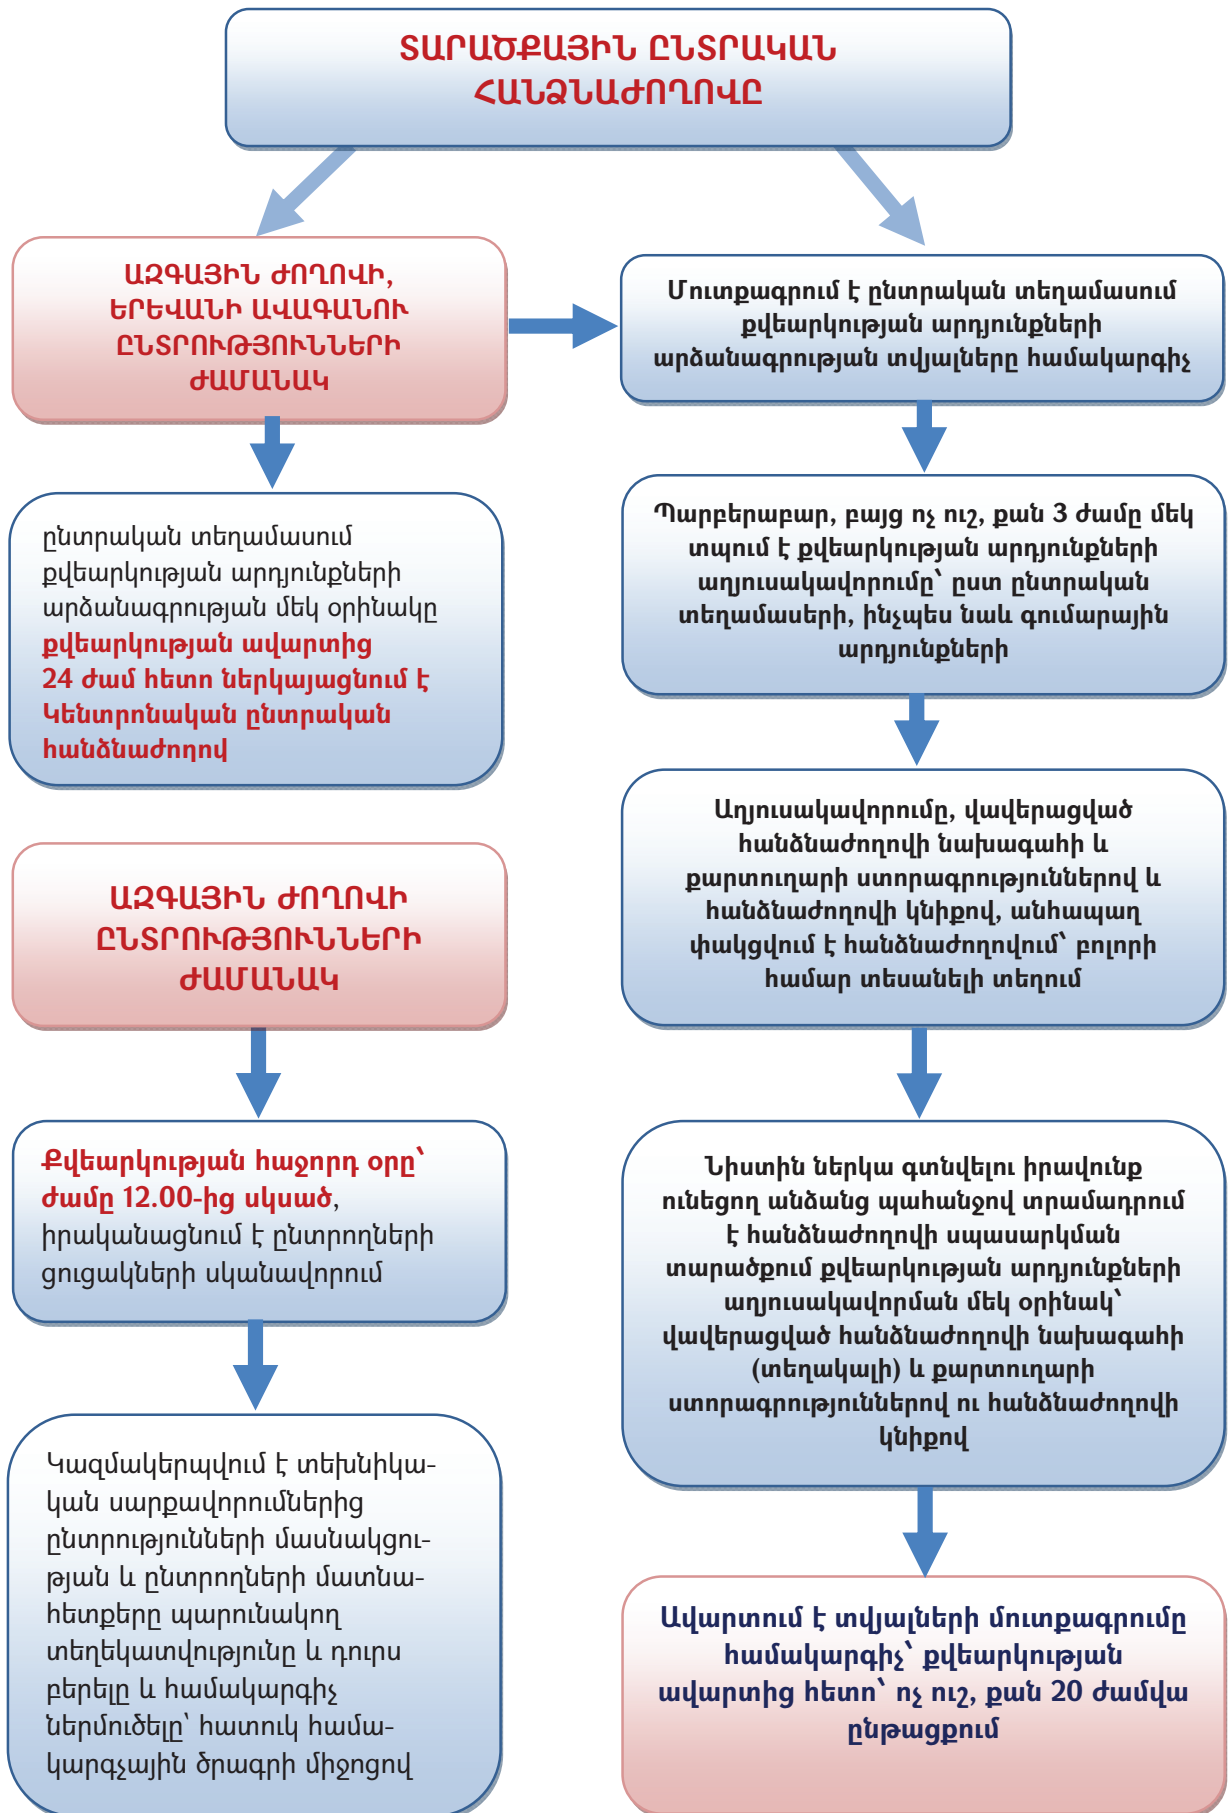 ՏԱՐԱԾՔԱՅԻՆ ԸՆՏՐԱԿԱՆ
ՀԱՆՁՆԱԺՈՂՈՎԸ
ԱԶԳԱՅԻՆ ԺՈՂՈՎԻ,
ԵՐԵՎԱՆԻ ԱՎԱԳԱՆՈՒ
ԸՆՏՐՈՒԹՅՈՒՆՆԵՐԻ
ԺԱՄԱՆԱԿ
ընտրական տեղամասում
քվեարկության արդյունքների
արձանագրության մեկ օրինակը
քվեարկության ավարտից
24 ժամ հետո ներկայացնում է
Կենտրոնական ընտրական
հանձնաժողով
ԱԶԳԱՅԻՆ ԺՈՂՈՎԻ
ԸՆՏՐՈՒԹՅՈՒՆՆԵՐԻ
ԺԱՄԱՆԱԿ
Քվեարկության հաջորդ օրը՝
ժամը 12.00-ից սկսած,
իրականացնում է ընտրողների
ցուցակների սկանավորում
Կազմակերպվում է տեխնիկա-
կան սարքավորումներից
ընտրությունների մասնակցու-
թյան և ընտրողների մատնա-
հետքերը պարունակող
տեղեկատվությունը և դուրս
բերելը և համակարգիչ
ներմուծելը՝ հատուկ համա-
կարգչային ծրագրի միջոցով
Մուտքագրում է ընտրական տեղամասում
քվեարկության արդյունքների
արձանագրության տվյալները համակարգիչ
Պարբերաբար, բայց ոչ ուշ, քան 3 ժամը մեկ
տպում է քվեարկության արդյունքների
աղյուսակավորումը՝ ըստ ընտրական
տեղամասերի, ինչպես նաև գումարային
արդյունքների
Աղյուսակավորումը, վավերացված
հանձնաժողովի նախագահի և
քարտուղարի ստորագրություններով և
հանձնաժողովի կնիքով, անհապաղ
փակցվում է հանձնաժողովում՝ բոլորի
համար տեսանելի տեղում
Նիստին ներկա գտնվելու իրավունք
ունեցող անձանց պահանջով տրամադրում
է հանձնաժողովի սպասարկման
տարածքում քվեարկության արդյունքների
աղյուսակավորման մեկ օրինակ՝
վավերացված հանձնաժողովի նախագահի
(տեղակալի) և քարտուղարի
ստորագրություններով ու հանձնաժողովի
կնիքով
Ավարտում է տվյալների մուտքագրումը
համակարգիչ՝ քվեարկության
ավարտից հետո՝ ոչ ուշ, քան 20 ժամվա
ընթացքում